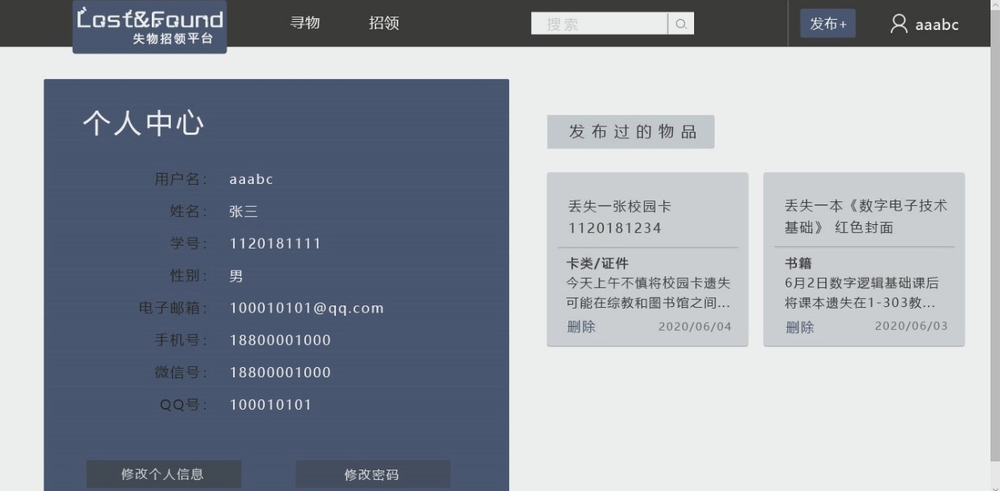 Lost&Found
失物招领平台
寻物
招领
搜索
发布+
aaabc
个人中心
用户名： aaabc
姓名： 张三
学号： 1120181111
性别： 男
电子邮箱： 100010101@qq.com
手机号： 18800001000
微信号： 18800001000
QQ号： 100010101
修改个人信息
修改密码
发布过的物品
丢失一张校园卡
1120181234
卡类/证件
今天上午不慎将校园卡遗失
可能在综教和图书馆之间...
删除 2020/06/04
丢失一本《数字电子技术
基础》 红色封面
书籍
6月2日数字逻辑基础课后
将课本遗失在1-303教...
删除 2020/06/03